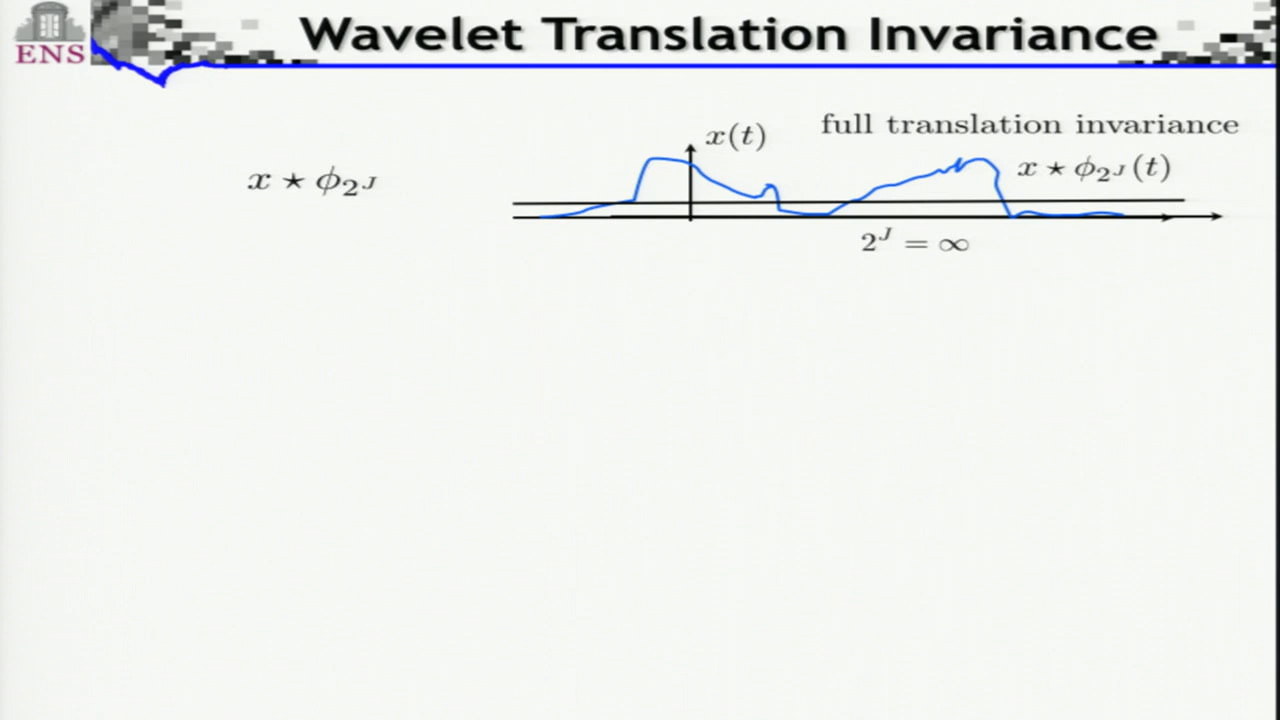 ENS
Wavelet Translation Invariance
full translation invariance
x(t)
x ⋆ ϕ_{2^J}
x ⋆ ϕ_{2^J}(t)
2^J = ∞